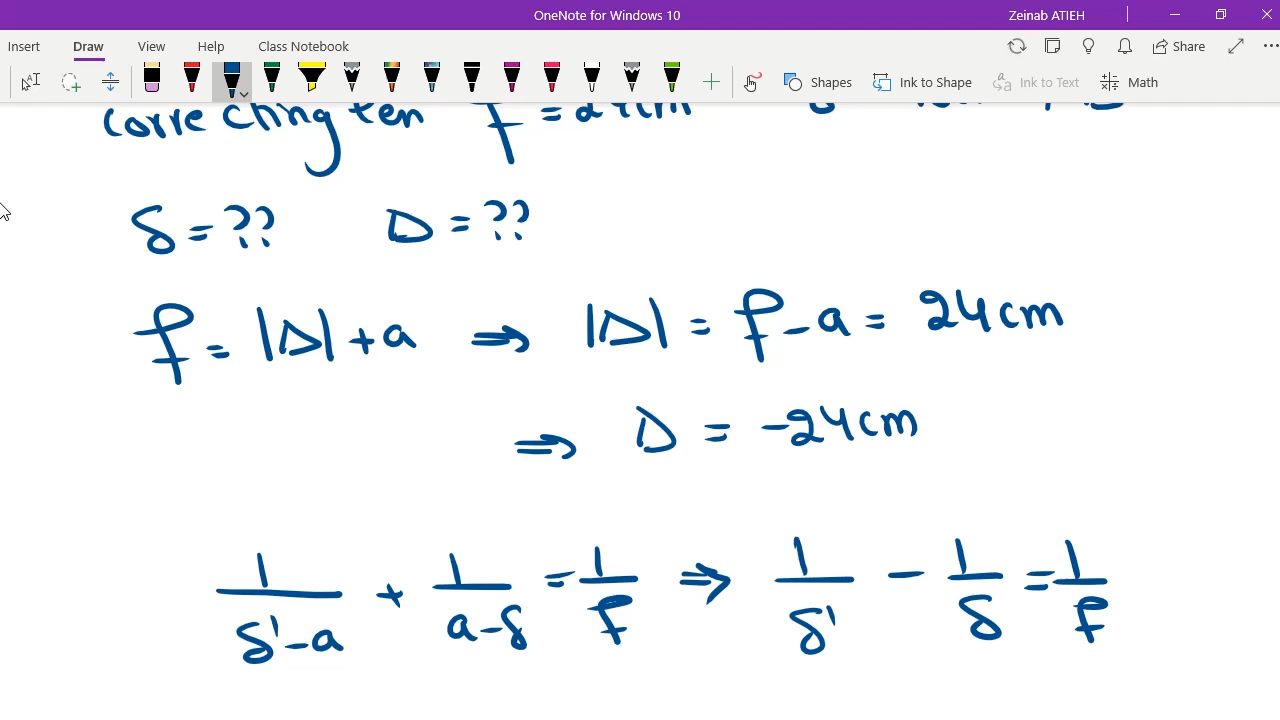 OneNote for Windows 10 Zeinab ATIEH
Insert Draw View Help Class Notebook Share
Shapes Ink to Shape Ink to Text Math
correcting len f = 24cm
δ = ?? D = ??
f = |D| + a ⇒ |D| = f - a = 24cm
⇒ D = -24cm
1/(δ' - a) + 1/(a - δ) = 1/f ⇒ 1/δ' - 1/δ = 1/f